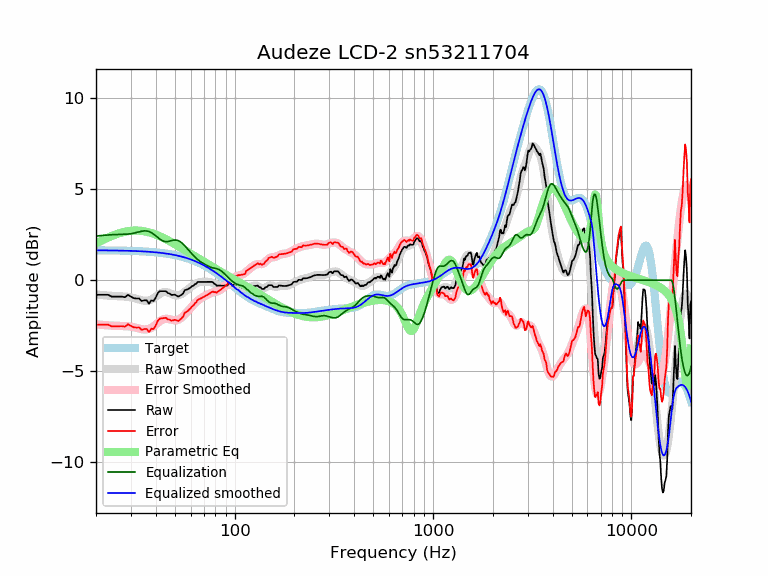 Audeze LCD-2 sn53211704
Amplitude (dBr)
10
5
0
−5
−10
Target
Raw Smoothed
Error Smoothed
Raw
Error
Parametric Eq
Equalization
Equalized smoothed
100
1000
10000
Frequency (Hz)